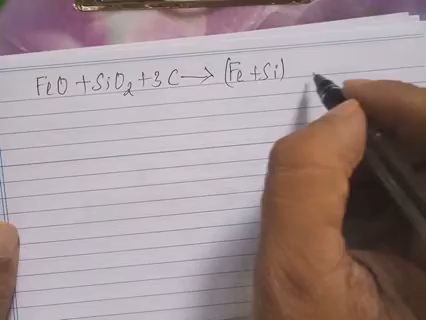 FeO + SiO₂ + 3C → (Fe + Si)